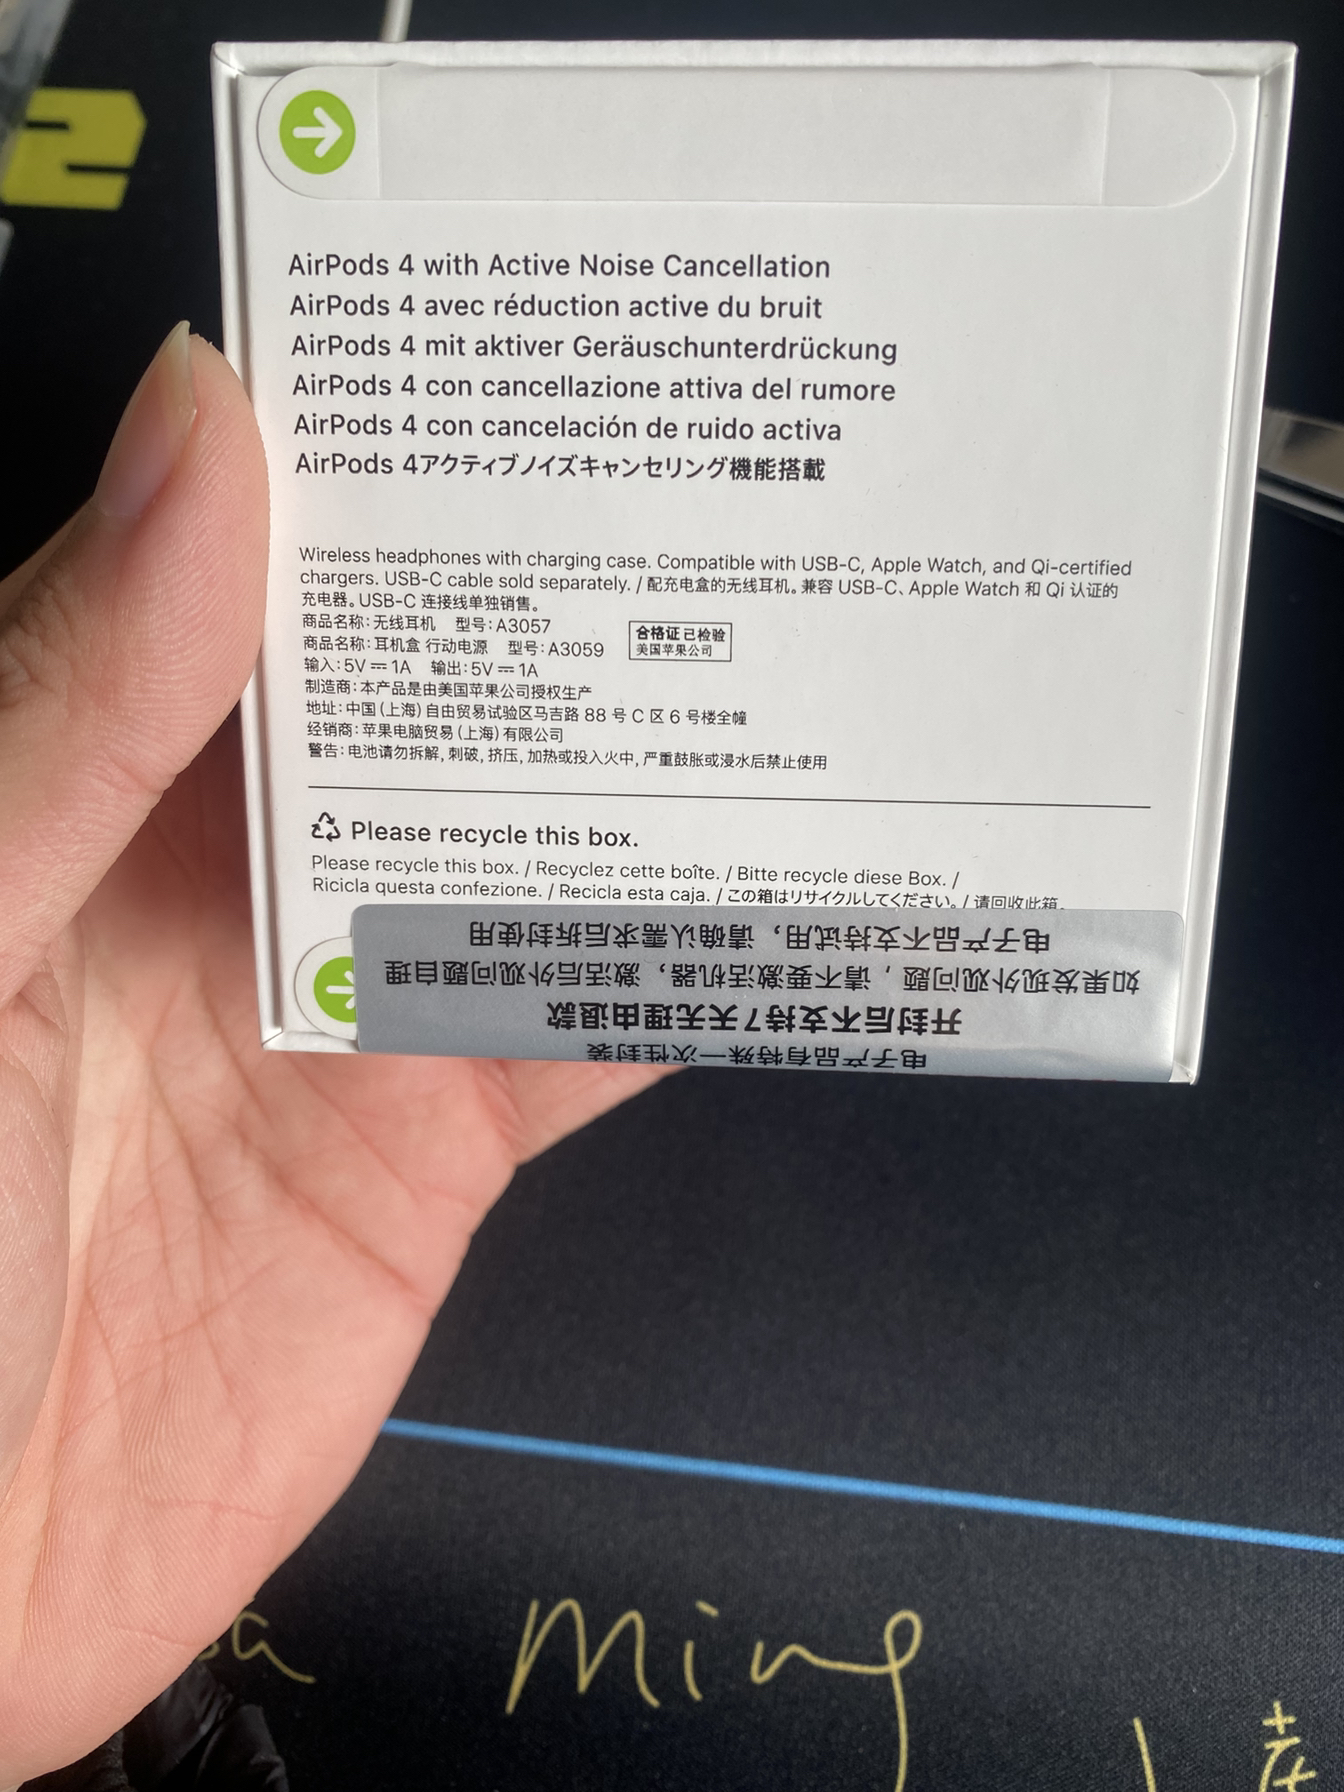 2
AirPods 4 with Active Noise Cancellation
AirPods 4 avec réduction active du bruit
AirPods 4 mit aktiver Geräuschunterdrückung
AirPods 4 con cancellazione attiva del rumore
AirPods 4 con cancelación de ruido activa
AirPods 4アクティブノイズキャンセリング機能搭載
Wireless headphones with charging case. Compatible with USB-C, Apple Watch, and Qi-certified
chargers. USB-C cable sold separately. / 配充电盒的无线耳机。兼容 USB-C、Apple Watch 和 Qi 认证的
充电器。USB-C 连接线单独销售。
商品名称：无线耳机 型号：A3057
商品名称：耳机盒 行动电源 型号：A3059
合格证 已检验
美国苹果公司
输入：5V ⎓ 1A 输出：5V ⎓ 1A
制造商：本产品是由美国苹果公司授权生产
地址：中国（上海）自由贸易试验区马吉路 88 号 C 区 6 号楼全幢
经销商：苹果电脑贸易（上海）有限公司
警告：电池请勿拆解，刺破，挤压，加热或投入火中，严重鼓胀或浸水后禁止使用
Please recycle this box.
Please recycle this box. / Recyclez cette boîte. / Bitte recycle diese Box. /
Ricicla questa confezione. / Recicla esta caja. / この箱はリサイクルしてください。/ 请回收此箱。
电子产品有特殊一次性封装
开封后不支持7天无理由退款
如果发现外观问题，请不要激活机器，激活后外观问题自理
电子产品不支持试用，请确认需求后拆封使用
sa Ming